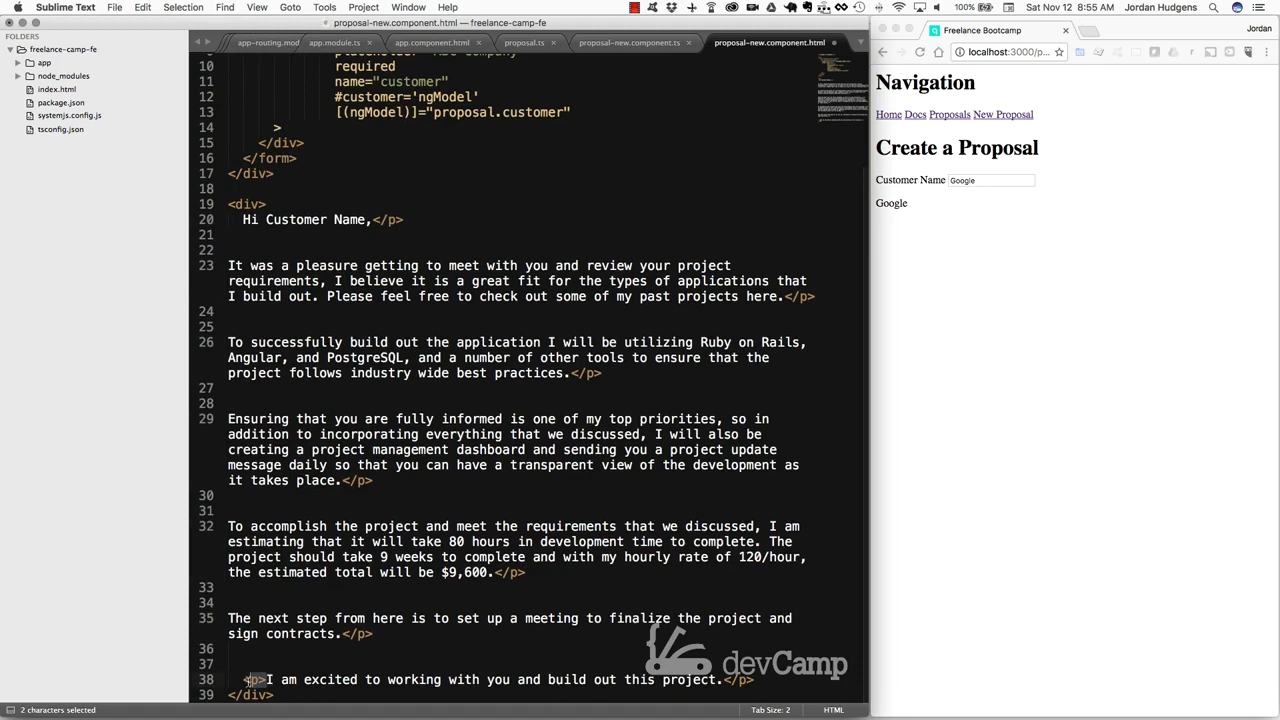 Sublime Text File Edit Selection Find View Goto Tools Project Window Help
100% Sat Nov 12 8:55 AM Jordan Hudgens
proposal-new.component.html — freelance-camp-fe
FOLDERS
freelance-camp-fe
app
node_modules
index.html
package.json
systemjs.config.js
tsconfig.json
app-routing.mod
app.module.ts
app.component.html
proposal.ts
proposal-new.component.ts
proposal-new.component.html
10 required
11 name="customer"
12 #customer='ngModel'
13 [(ngModel)]="proposal.customer"
14 >
15 </div>
16 </form>
17 </div>
18
19 <div>
20 Hi Customer Name,</p>
21
22
23 It was a pleasure getting to meet with you and review your project
requirements, I believe it is a great fit for the types of applications that
I build out. Please feel free to check out some of my past projects here.</p>
24
25
26 To successfully build out the application I will be utilizing Ruby on Rails,
Angular, and PostgreSQL, and a number of other tools to ensure that the
project follows industry wide best practices.</p>
27
28
29 Ensuring that you are fully informed is one of my top priorities, so in
addition to incorporating everything that we discussed, I will also be
creating a project management dashboard and sending you a project update
message daily so that you can have a transparent view of the development as
it takes place.</p>
30
31
32 To accomplish the project and meet the requirements that we discussed, I am
estimating that it will take 80 hours in development time to complete. The
project should take 9 weeks to complete and with my hourly rate of 120/hour,
the estimated total will be $9,600.</p>
33
34
35 The next step from here is to set up a meeting to finalize the project and
sign contracts.</p>
36
37
38 <p>I am excited to working with you and build out this project.</p>
39 </div>
devCamp
2 characters selected
Tab Size: 2 HTML
Freelance Bootcamp
Jordan
localhost:3000/p
Navigation
Home Docs Proposals New Proposal
Create a Proposal
Customer Name Google
Google